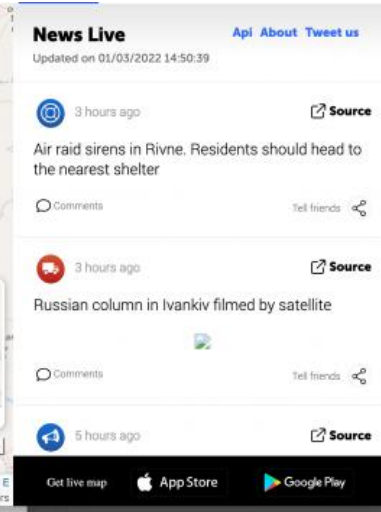 News Live
Api About Tweet us
Updated on 01/03/2022 14:50:39
3 hours ago
Source
Air raid sirens in Rivne. Residents should head to
the nearest shelter
Comments
Tell friends
3 hours ago
Source
Russian column in Ivankiv filmed by satellite
Comments
Tell friends
5 hours ago
Source
E
rs
Get live map
App Store
Google Play